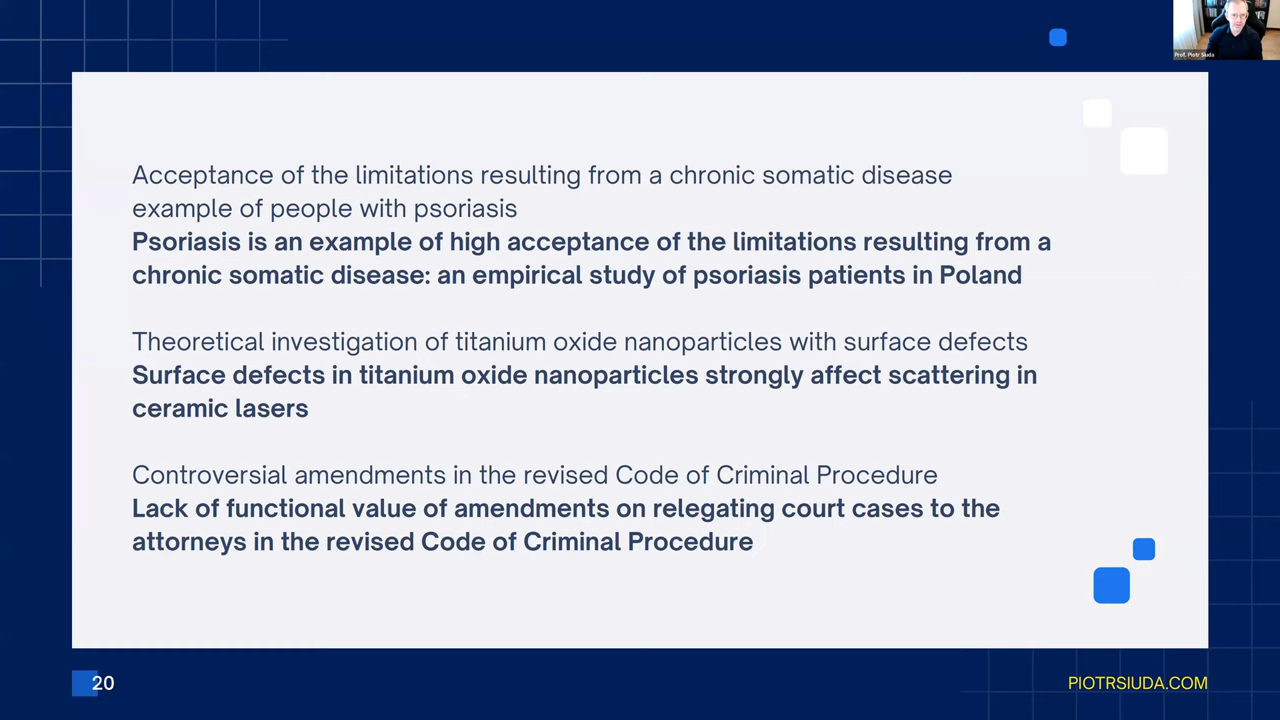 Prof. Piotr Siuda
Acceptance of the limitations resulting from a chronic somatic disease
example of people with psoriasis
Psoriasis is an example of high acceptance of the limitations resulting from a
chronic somatic disease: an empirical study of psoriasis patients in Poland
Theoretical investigation of titanium oxide nanoparticles with surface defects
Surface defects in titanium oxide nanoparticles strongly affect scattering in
ceramic lasers
Controversial amendments in the revised Code of Criminal Procedure
Lack of functional value of amendments on relegating court cases to the
attorneys in the revised Code of Criminal Procedure
20
PIOTRSIUDA.COM